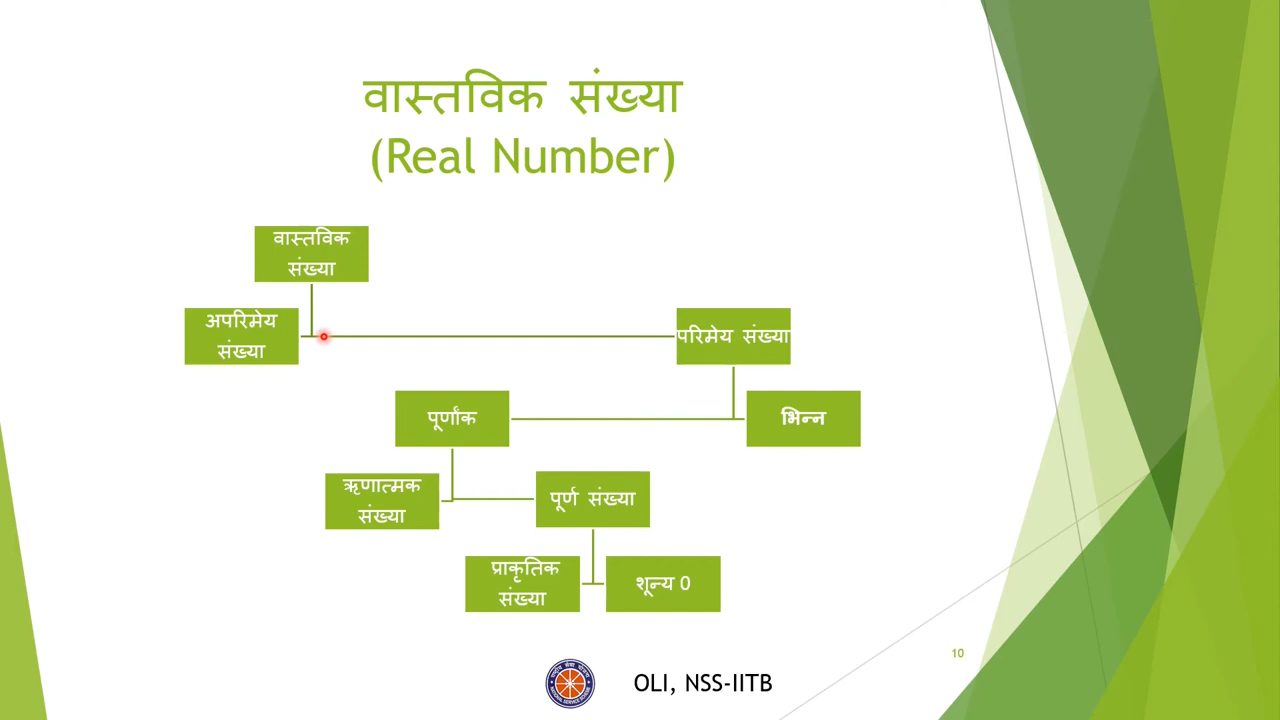 वास्तविक संख्या
(Real Number)
वास्तविक
संख्या
अपरिमेय
संख्या
परिमेय संख्या
पूर्णांक
भिन्न
ऋणात्मक
संख्या
पूर्ण संख्या
प्राकृतिक
संख्या
शून्य 0
10
OLI, NSS-IITB